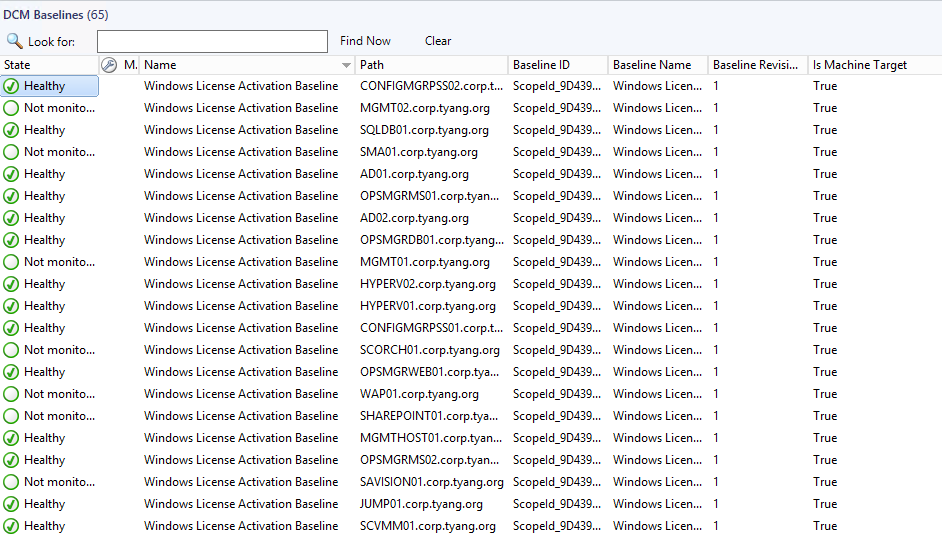 DCM Baselines (65)
Look for: Find Now Clear
State M. Name Path Baseline ID Baseline Name Baseline Revisi... Is Machine Target
Healthy Windows License Activation Baseline CONFIGMGRPSS02.corp.t... ScopeId_9D439... Windows Licen... 1 True
Not monito... Windows License Activation Baseline MGMT02.corp.tyang.org ScopeId_9D439... Windows Licen... 1 True
Healthy Windows License Activation Baseline SQLDB01.corp.tyang.org ScopeId_9D439... Windows Licen... 1 True
Not monito... Windows License Activation Baseline SMA01.corp.tyang.org ScopeId_9D439... Windows Licen... 1 True
Healthy Windows License Activation Baseline AD01.corp.tyang.org ScopeId_9D439... Windows Licen... 1 True
Healthy Windows License Activation Baseline OPSMGRMS01.corp.tyan... ScopeId_9D439... Windows Licen... 1 True
Healthy Windows License Activation Baseline AD02.corp.tyang.org ScopeId_9D439... Windows Licen... 1 True
Healthy Windows License Activation Baseline OPSMGRDB01.corp.tyang... ScopeId_9D439... Windows Licen... 1 True
Not monito... Windows License Activation Baseline MGMT01.corp.tyang.org ScopeId_9D439... Windows Licen... 1 True
Healthy Windows License Activation Baseline HYPERV02.corp.tyang.org ScopeId_9D439... Windows Licen... 1 True
Healthy Windows License Activation Baseline HYPERV01.corp.tyang.org ScopeId_9D439... Windows Licen... 1 True
Healthy Windows License Activation Baseline CONFIGMGRPSS01.corp.t... ScopeId_9D439... Windows Licen... 1 True
Not monito... Windows License Activation Baseline SCORCH01.corp.tyang.org ScopeId_9D439... Windows Licen... 1 True
Healthy Windows License Activation Baseline OPSMGRWEB01.corp.tya... ScopeId_9D439... Windows Licen... 1 True
Not monito... Windows License Activation Baseline WAP01.corp.tyang.org ScopeId_9D439... Windows Licen... 1 True
Not monito... Windows License Activation Baseline SHAREPOINT01.corp.tya... ScopeId_9D439... Windows Licen... 1 True
Healthy Windows License Activation Baseline MGMTHOST01.corp.tyan... ScopeId_9D439... Windows Licen... 1 True
Healthy Windows License Activation Baseline OPSMGRMS02.corp.tyan... ScopeId_9D439... Windows Licen... 1 True
Not monito... Windows License Activation Baseline SAVISION01.corp.tyang.org ScopeId_9D439... Windows Licen... 1 True
Healthy Windows License Activation Baseline JUMP01.corp.tyang.org ScopeId_9D439... Windows Licen... 1 True
Healthy Windows License Activation Baseline SCVMM01.corp.tyang.org ScopeId_9D439... Windows Licen... 1 True